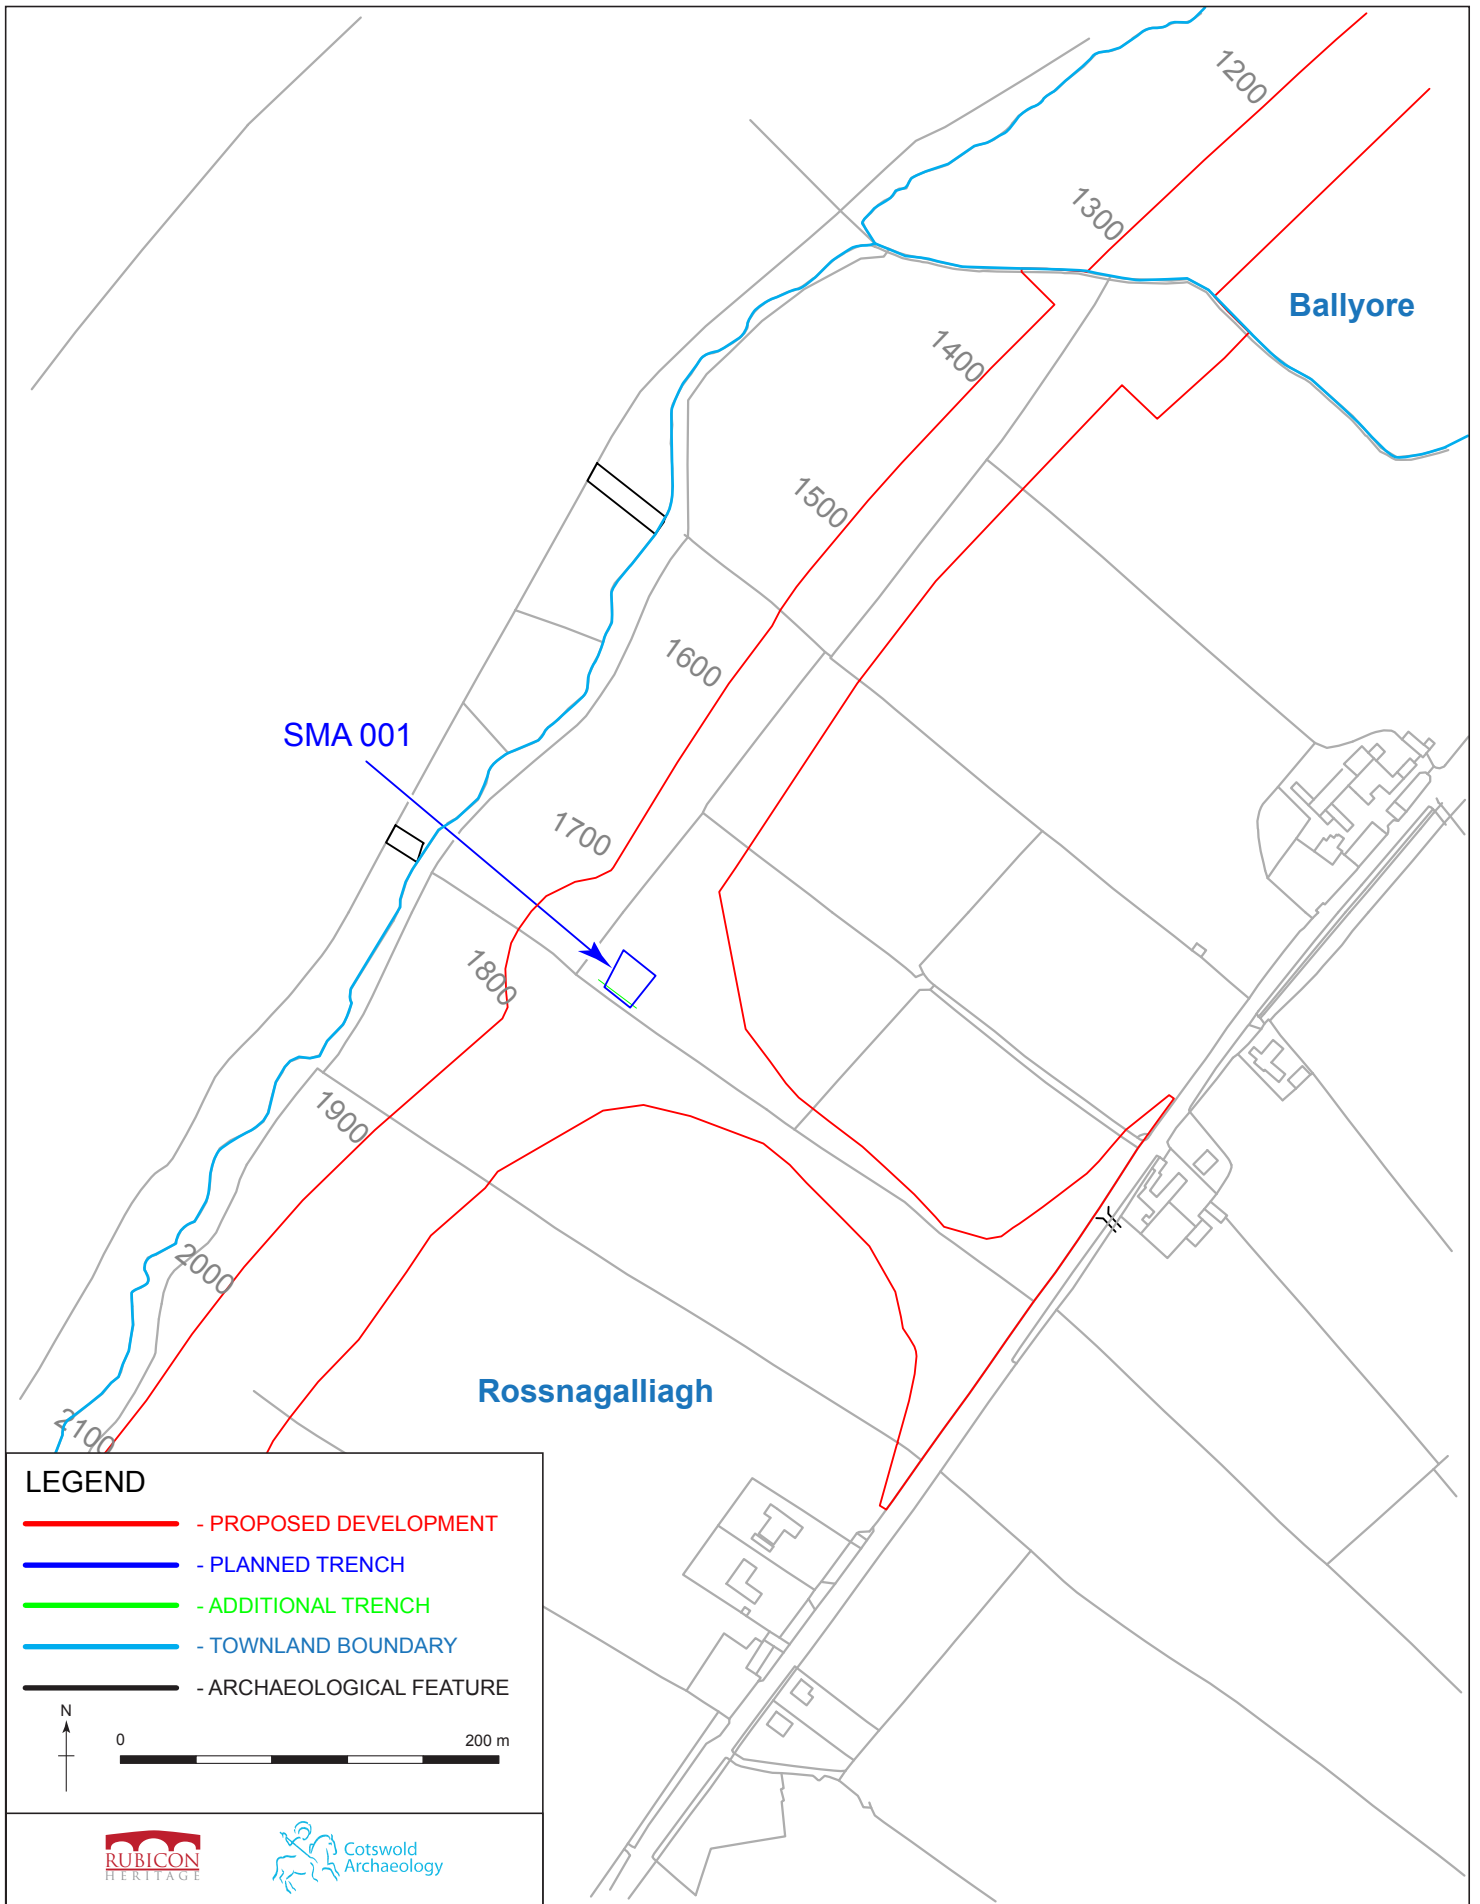 1200
1300
Ballyore
1400
1500
1600
SMA 001
1700
1800
1900
2000
Rossnagalliagh
2100
LEGEND
- PROPOSED DEVELOPMENT
- PLANNED TRENCH
- ADDITIONAL TRENCH
- TOWNLAND BOUNDARY
- ARCHAEOLOGICAL FEATURE
N
0 200 m
RUBICON
HERITAGE
Cotswold
Archaeology